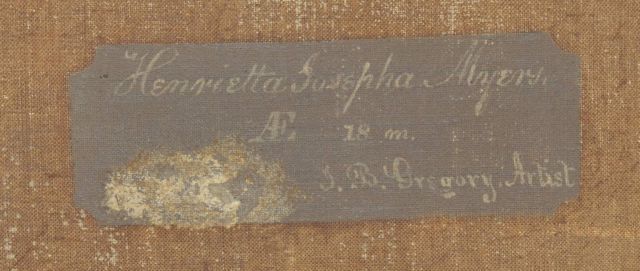 Henrietta Josepha Myers.
Æ 18 m.
J. B. Gregory, Artist